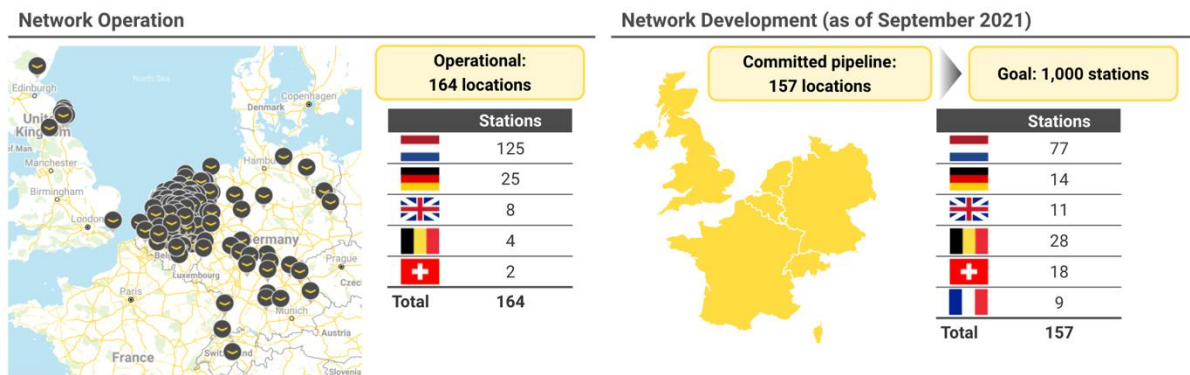 Network Operation
Network Development (as of September 2021)
Operational:
164 locations
Stations
125
25
8
4
2
Total 164
Committed pipeline:
157 locations
Goal: 1,000 stations
Stations
77
14
11
28
18
9
Total 157
North Sea
Edinburgh
United
Kingdom
of Man
Manchester
Birmingham
London
Denmark
Copenhagen
Hamburg
Belg
Luxembourg
Germany
Prague
Czec
Paris
Munich
Austria
France
Switzerland
Slovenia